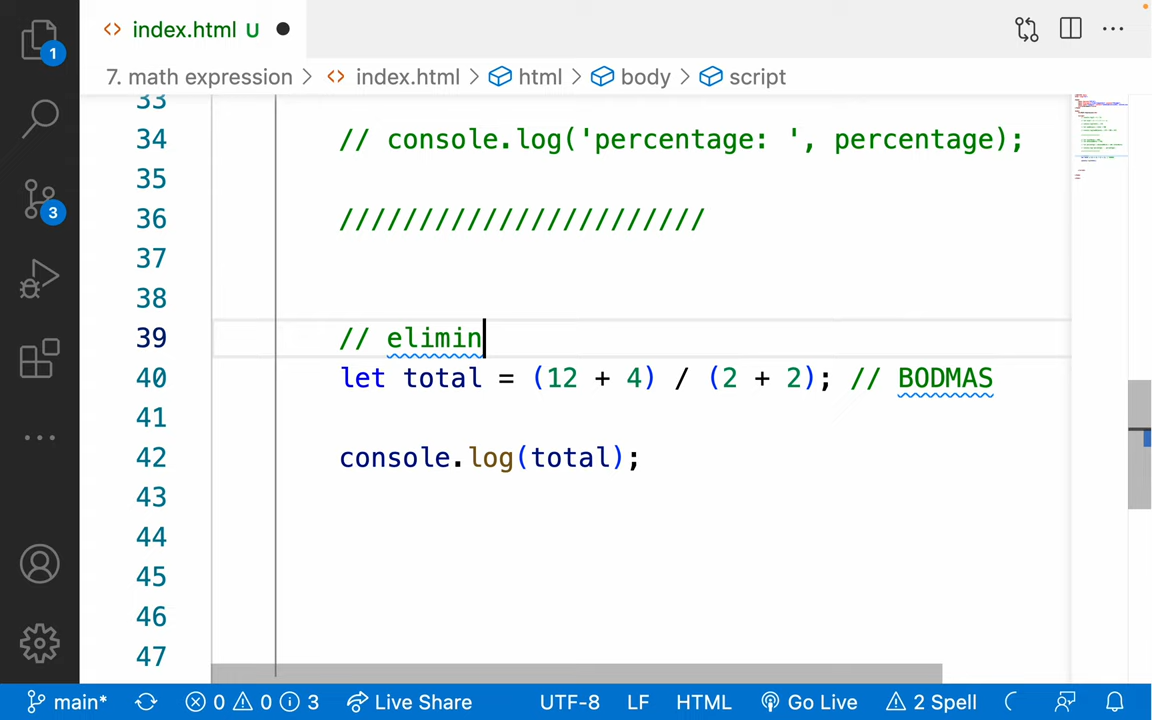 index.html U
7. math expression > index.html > html > body > script
1
3
33
34 // console.log('percentage: ', percentage);
35
36 ///////////////////////
37
38
39 // elimin
40 let total = (12 + 4) / (2 + 2); // BODMAS
41
42 console.log(total);
43
44
45
46
47
main* 0 0 3 Live Share UTF-8 LF HTML Go Live 2 Spell